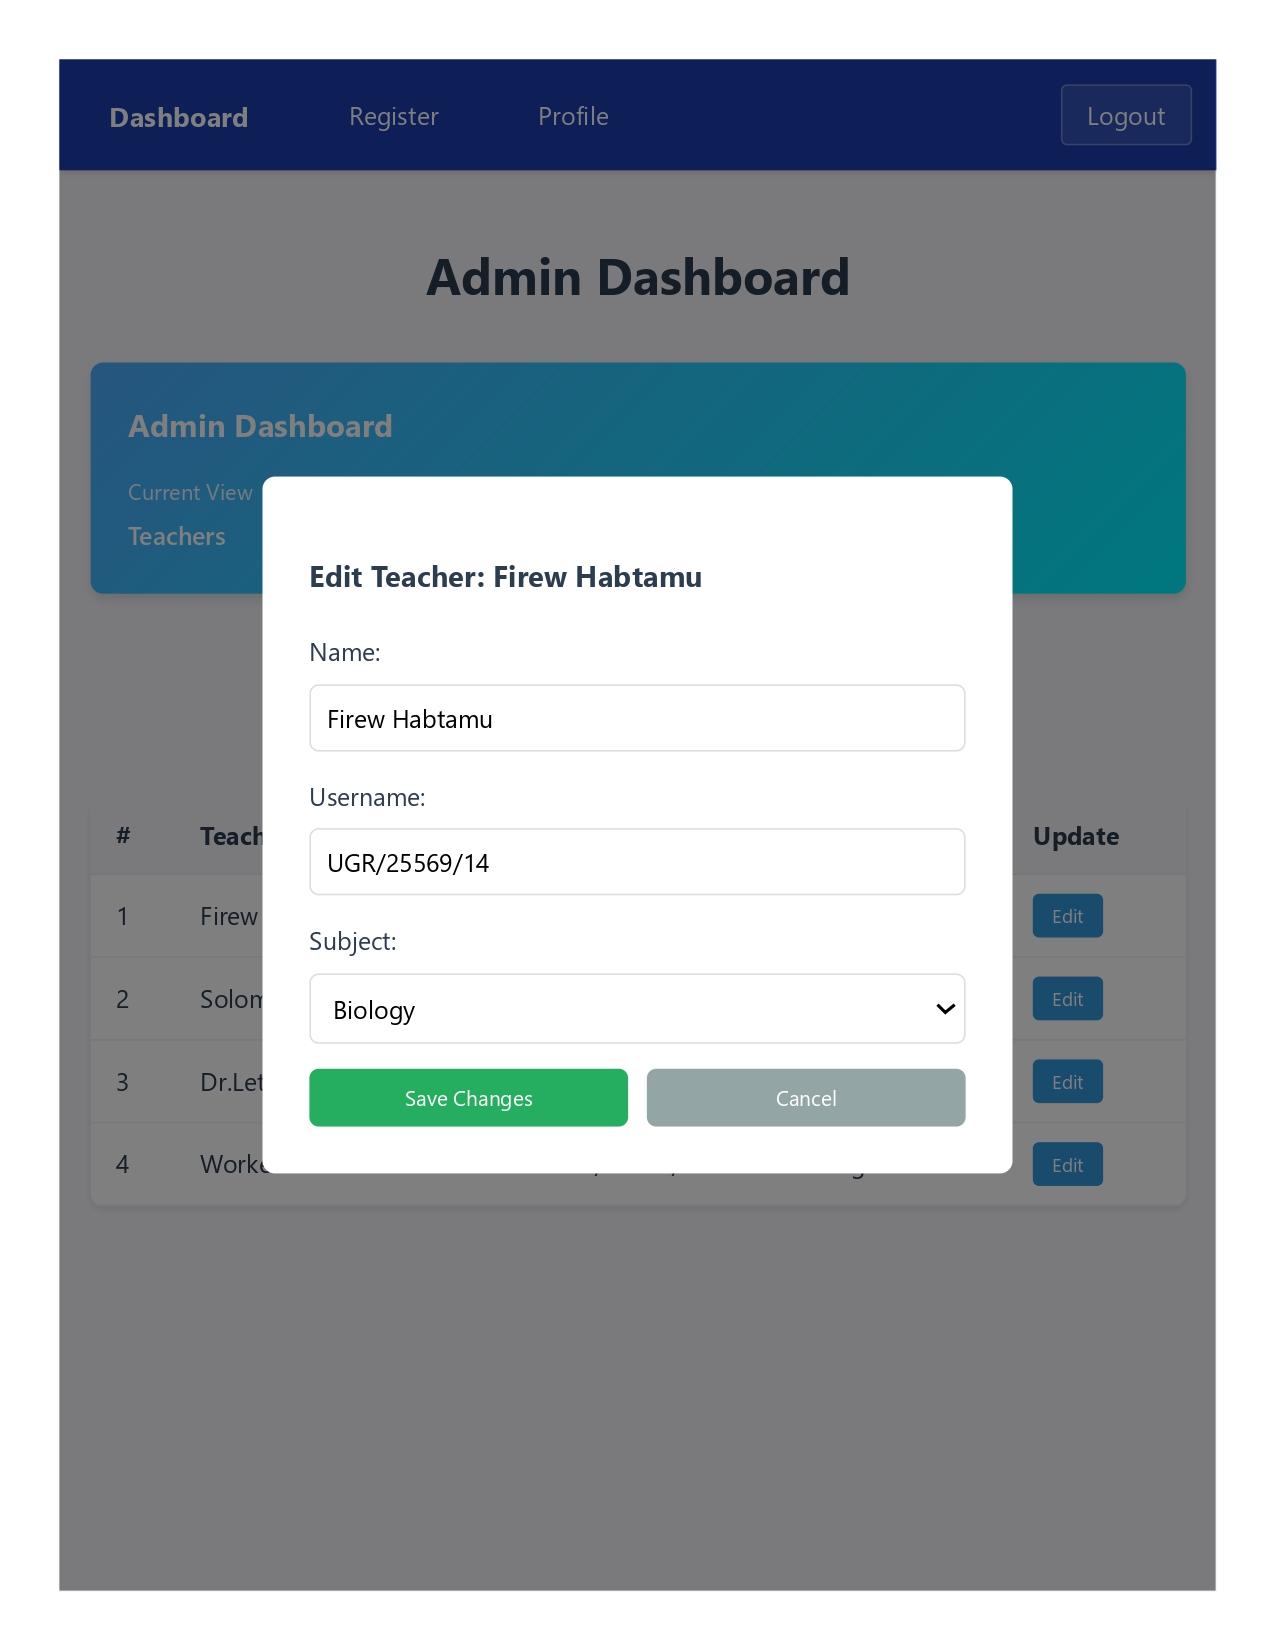 Dashboard Register Profile Logout
Admin Dashboard
Admin Dashboard
Current View
Teachers
Edit Teacher: Firew Habtamu
Name:
Firew Habtamu
Username:
UGR/25569/14
Subject:
Biology
Save Changes Cancel
# Teach Update
1 Firew Edit
2 Solom Edit
3 Dr.Let Edit
4 Worke Edit